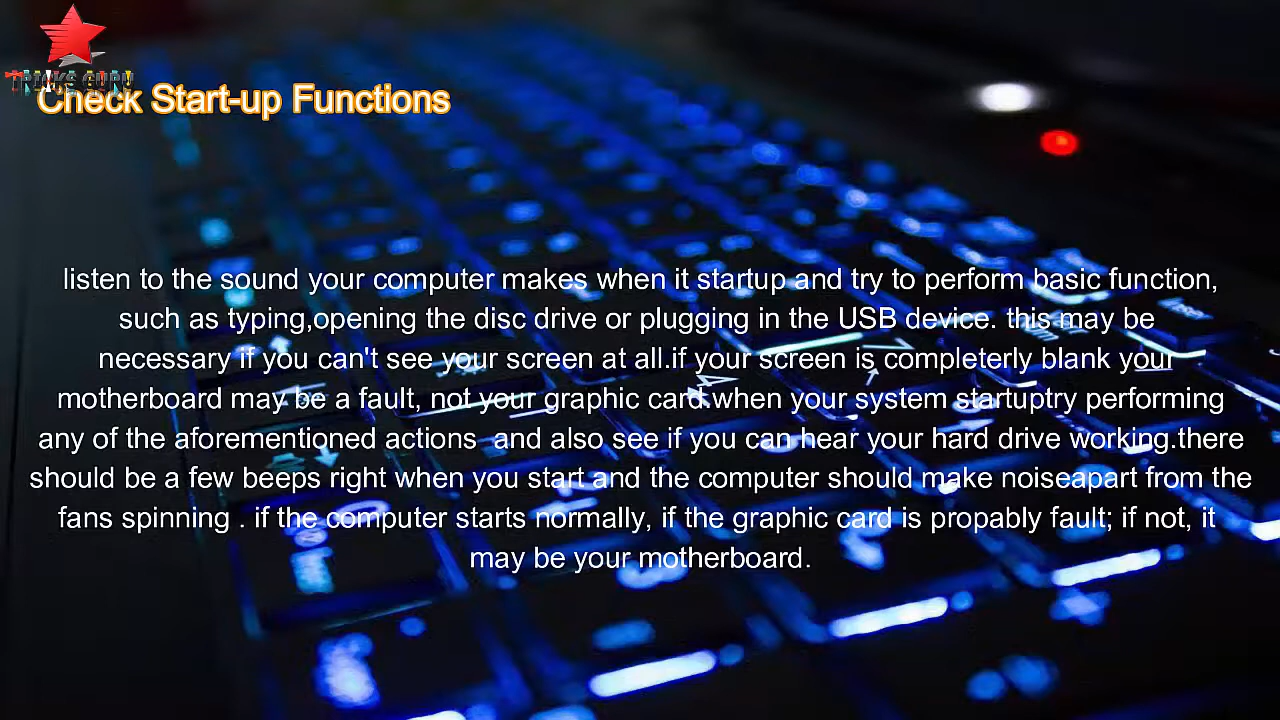 TRICKS GURU
Check Start-up Functions
listen to the sound your computer makes when it startup and try to perform basic function,
such as typing,opening the disc drive or plugging in the USB device. this may be
necessary if you can't see your screen at all.if your screen is completerly blank your
motherboard may be a fault, not your graphic card.when your system startuptry performing
any of the aforementioned actions  and also see if you can hear your hard drive working.there
should be a few beeps right when you start and the computer should make noiseapart from the
fans spinning . if the computer starts normally, if the graphic card is propably fault; if not, it
may be your motherboard.